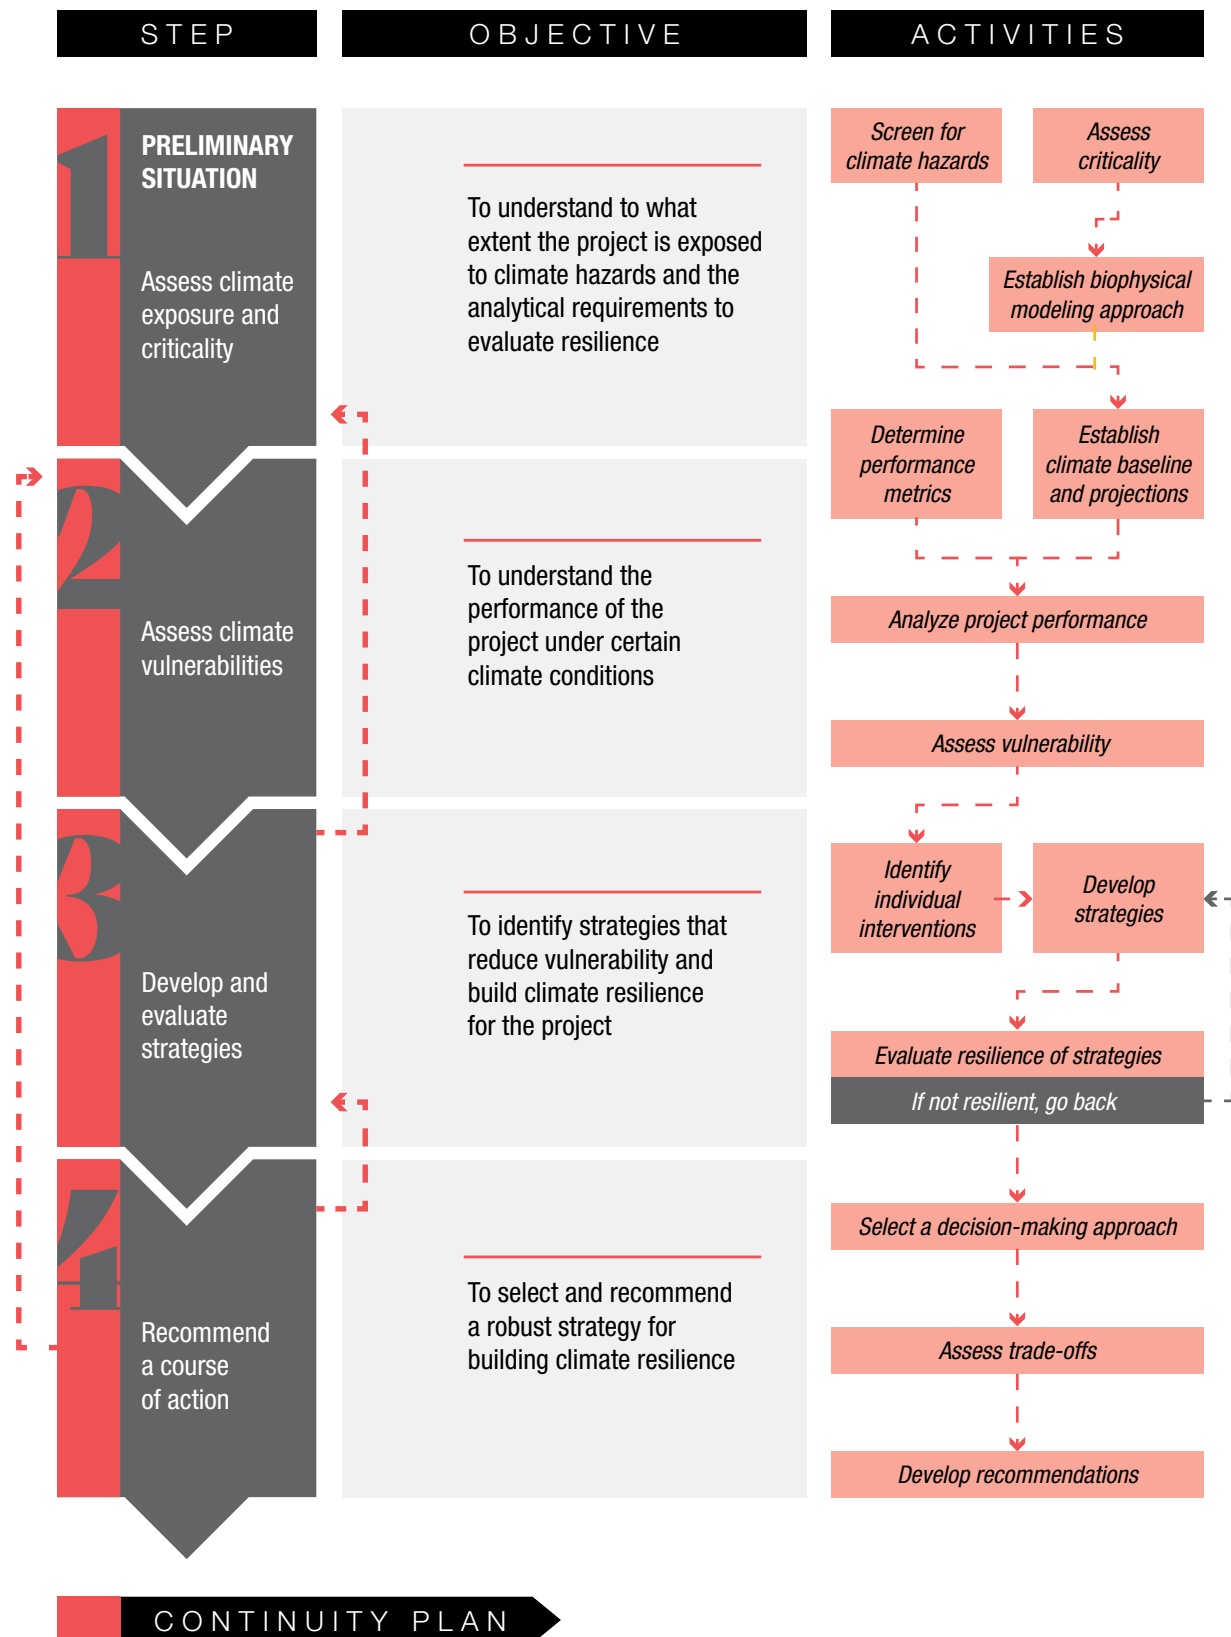 STEP
OBJECTIVE
ACTIVITIES
1
PRELIMINARY
SITUATION
Assess climate
exposure and
criticality
To understand to what
extent the project is exposed
to climate hazards and the
analytical requirements to
evaluate resilience
Screen for
climate hazards
Assess
criticality
Establish biophysical
modeling approach
2
Assess climate
vulnerabilities
To understand the
performance of the
project under certain
climate conditions
Determine
performance
metrics
Establish
climate baseline
and projections
Analyze project performance
Assess vulnerability
3
Develop and
evaluate
strategies
To identify strategies that
reduce vulnerability and
build climate resilience
for the project
Identify
individual
interventions
Develop
strategies
Evaluate resilience of strategies
If not resilient, go back
4
Recommend
a course
of action
To select and recommend
a robust strategy for
building climate resilience
Select a decision-making approach
Assess trade-offs
Develop recommendations
CONTINUITY PLAN